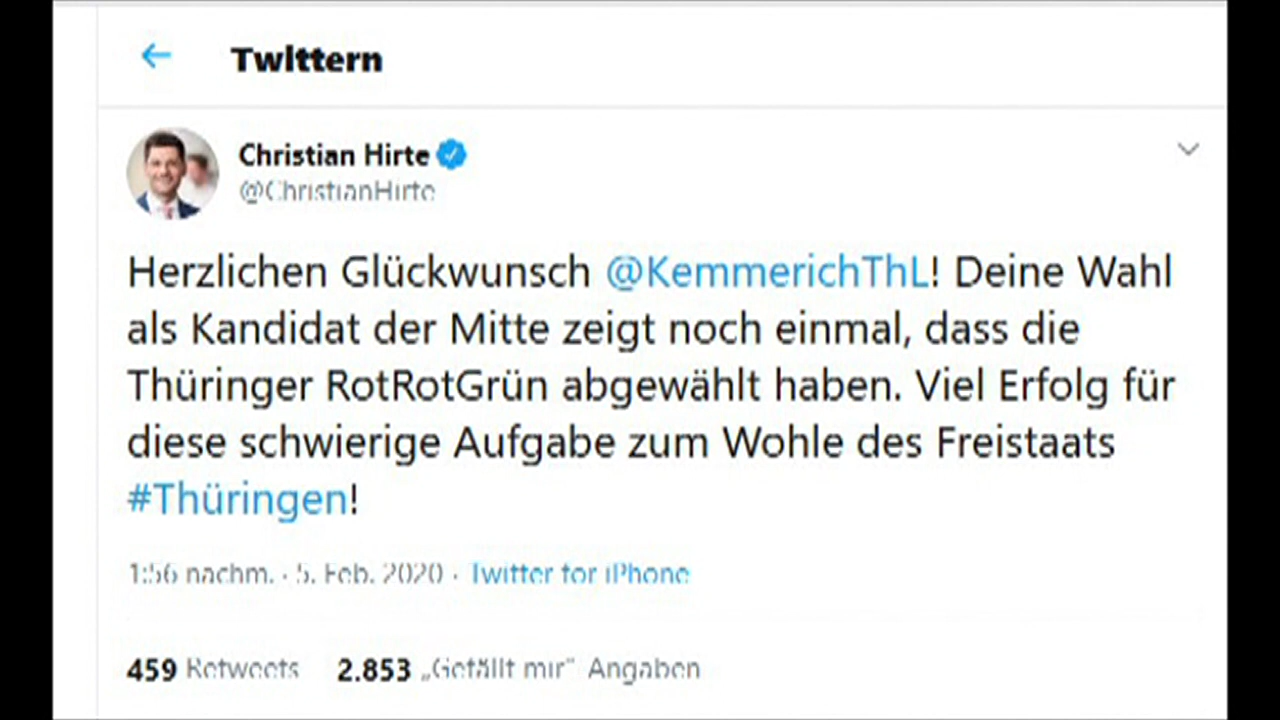 Twittern
Christian Hirte
@ChristianHirte
Herzlichen Glückwunsch @KemmerichThL! Deine Wahl
als Kandidat der Mitte zeigt noch einmal, dass die
Thüringer RotRotGrün abgewählt haben. Viel Erfolg für
diese schwierige Aufgabe zum Wohle des Freistaats
#Thüringen!
1:56 nachm. · 5. Feb. 2020 · Twitter for iPhone
459 Retweets 2.853 „Gefällt mir“ Angaben